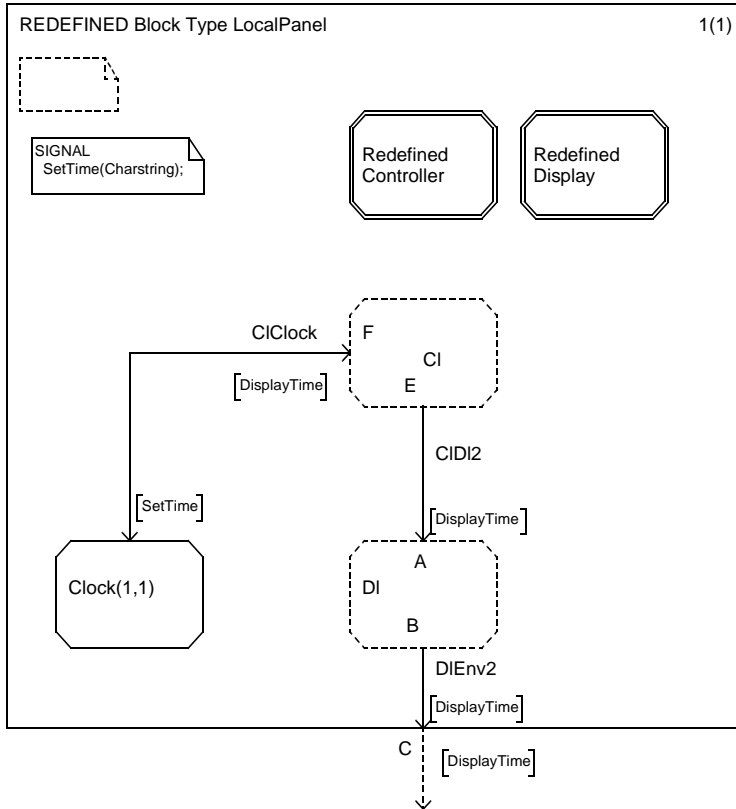 REDEFINED Block Type LocalPanel 1(1)
SIGNAL
SetTime(Charstring);
Redefined
Controller
Redefined
Display
ClClock
F
Cl
E
[DisplayTime]
ClDl2
[SetTime]
[DisplayTime]
A
Clock(1,1)
Dl
B
DlEnv2
[DisplayTime]
C
[DisplayTime]